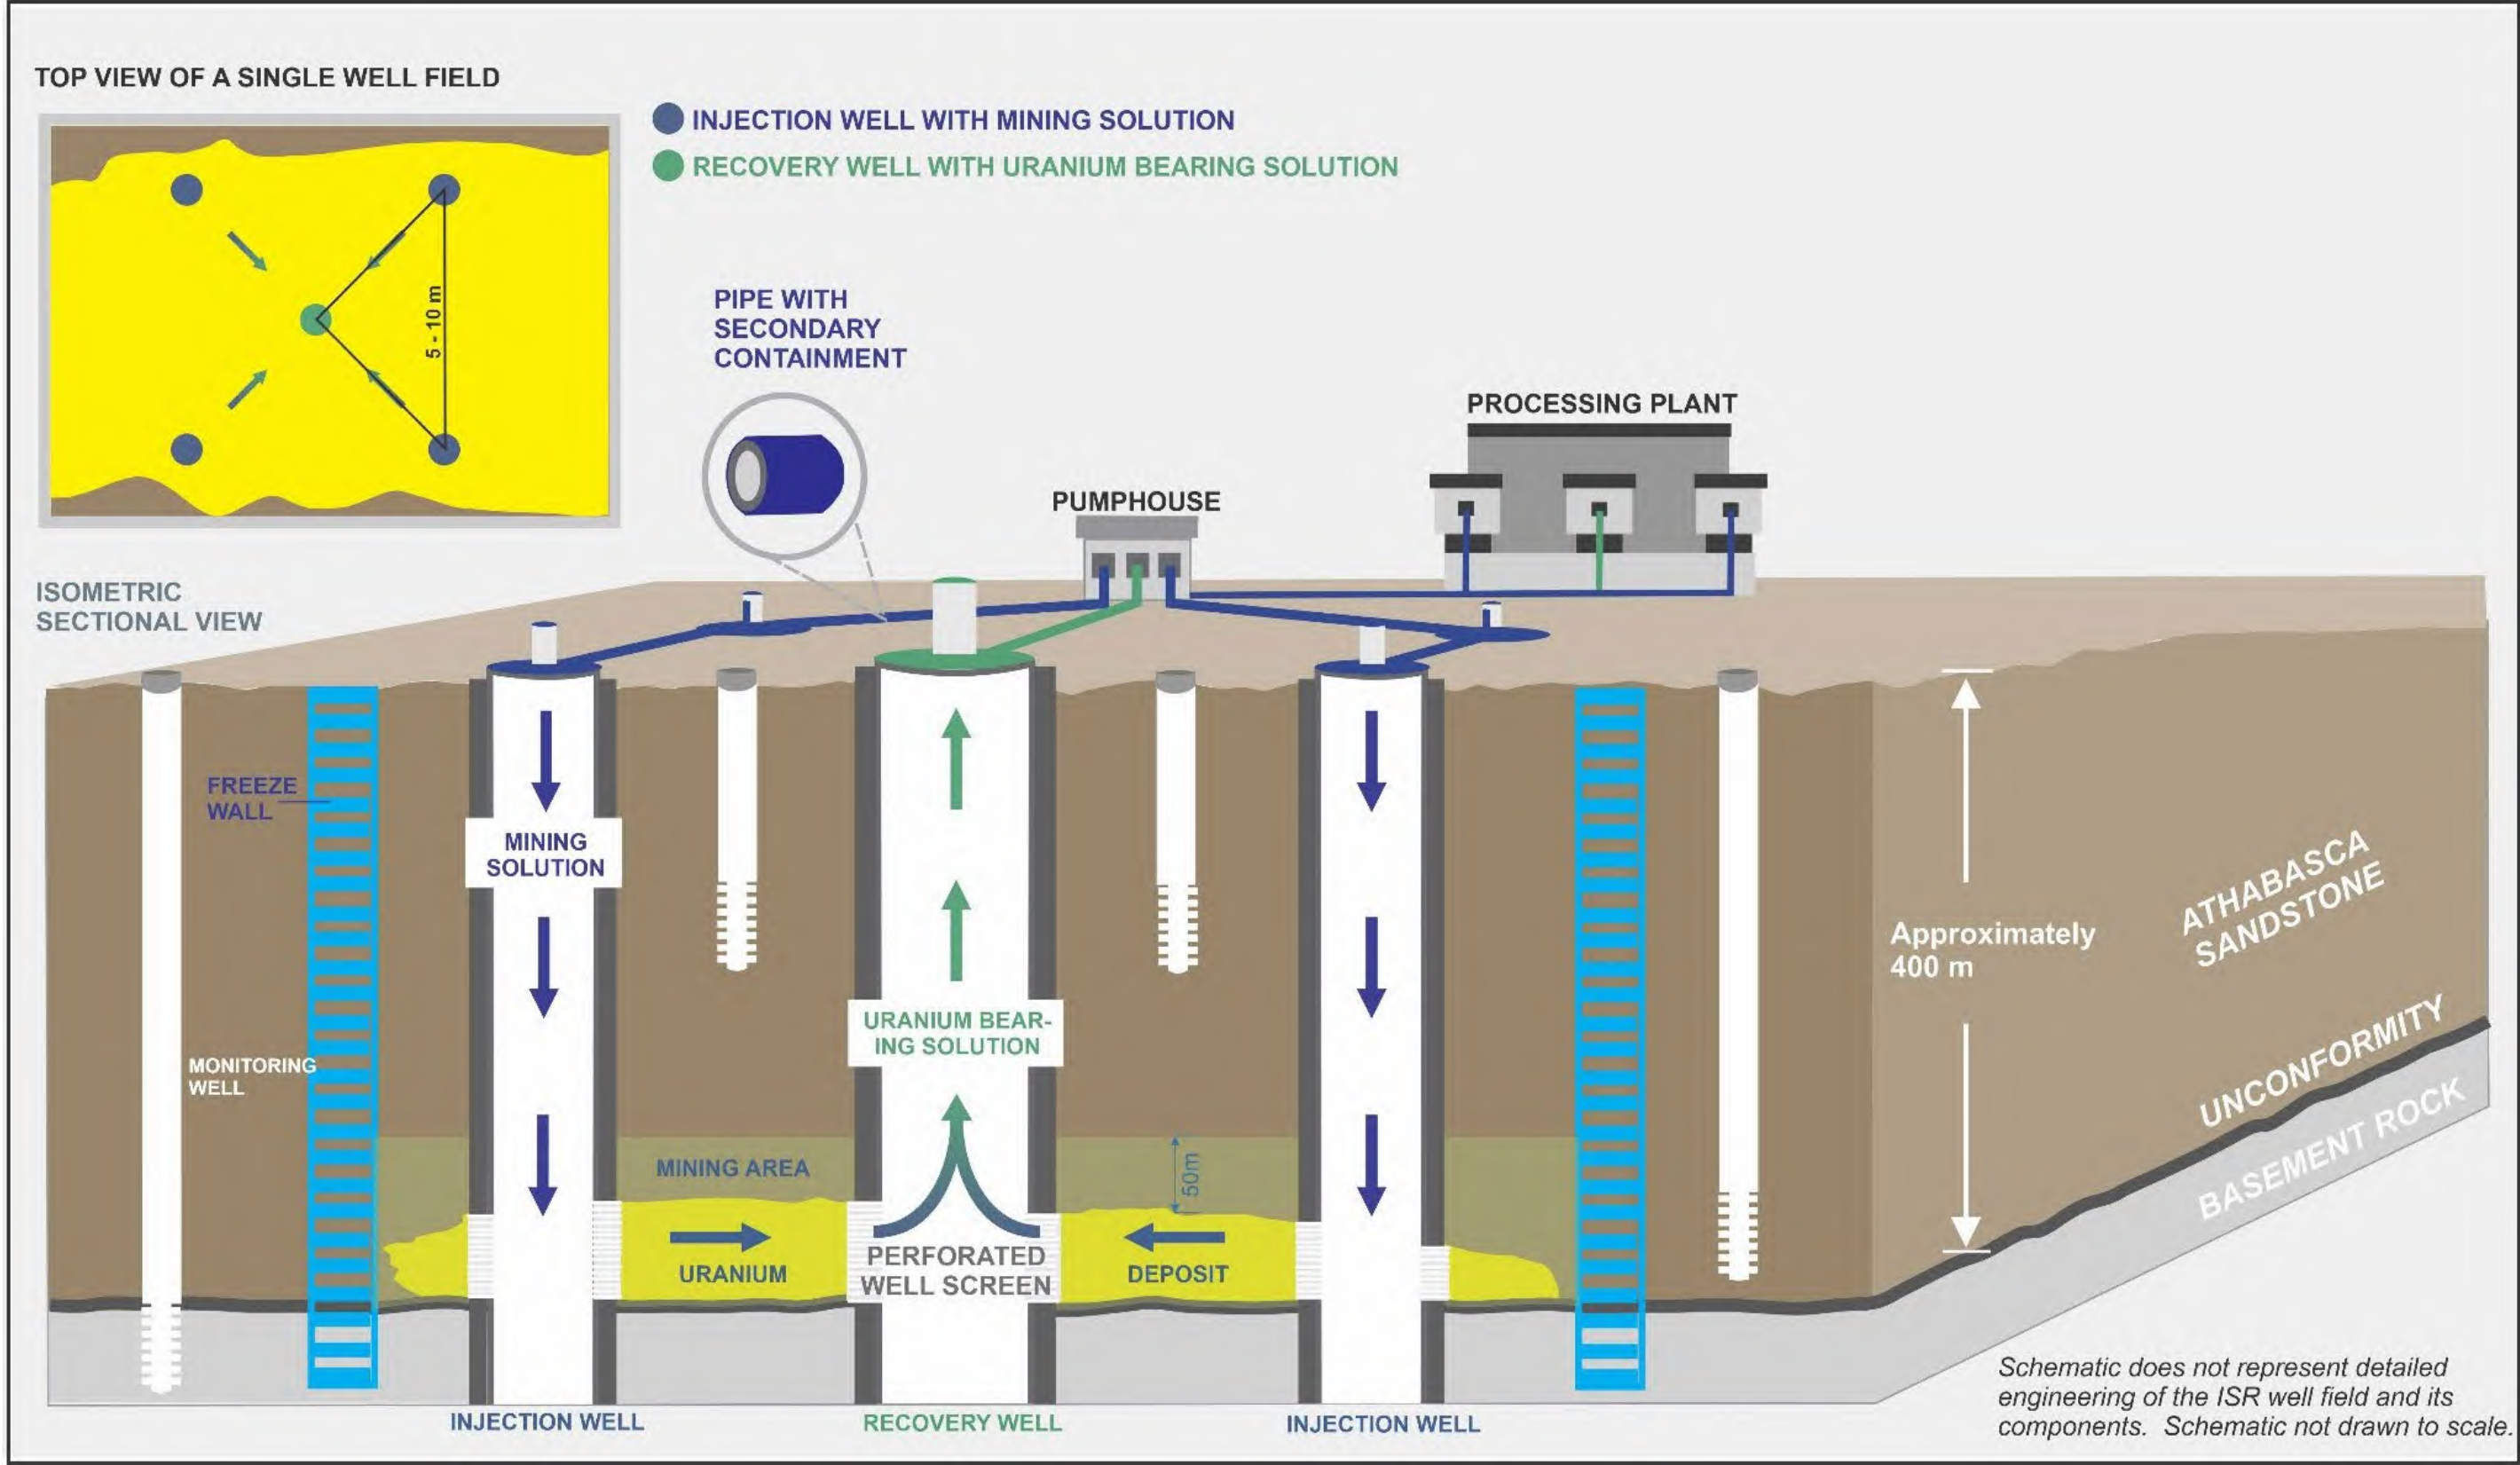 TOP VIEW OF A SINGLE WELL FIELD
INJECTION WELL WITH MINING SOLUTION
RECOVERY WELL WITH URANIUM BEARING SOLUTION
5 - 10 m
PIPE WITH
SECONDARY
CONTAINMENT
PROCESSING PLANT
PUMPHOUSE
ISOMETRIC
SECTIONAL VIEW
FREEZE
WALL
MINING
SOLUTION
Approximately
400 m
ATHABASCA
SANDSTONE
URANIUM BEAR-
ING SOLUTION
MONITORING
WELL
UNCONFORMITY
BASEMENT ROCK
MINING AREA
50m
PERFORATED
WELL SCREEN
URANIUM
DEPOSIT
Schematic does not represent detailed
engineering of the ISR well field and its
components. Schematic not drawn to scale.
INJECTION WELL
RECOVERY WELL
INJECTION WELL